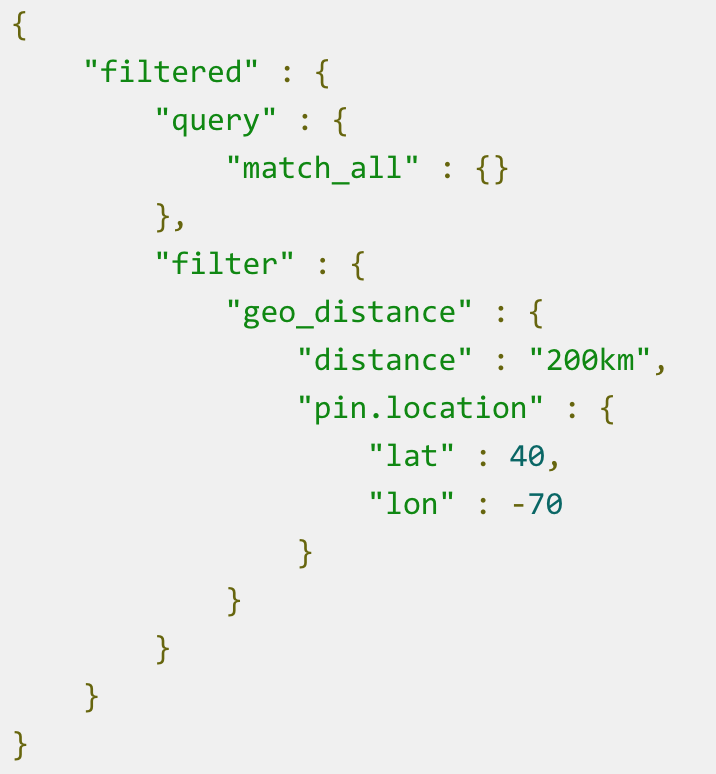 {
     "filtered" : {
         "query" : {
             "match_all" : {}
         },
         "filter" : {
             "geo_distance" : {
                 "distance" : "200km",
                 "pin.location" : {
                     "lat" : 40,
                     "lon" : -70
                 }
             }
         }
     }
}